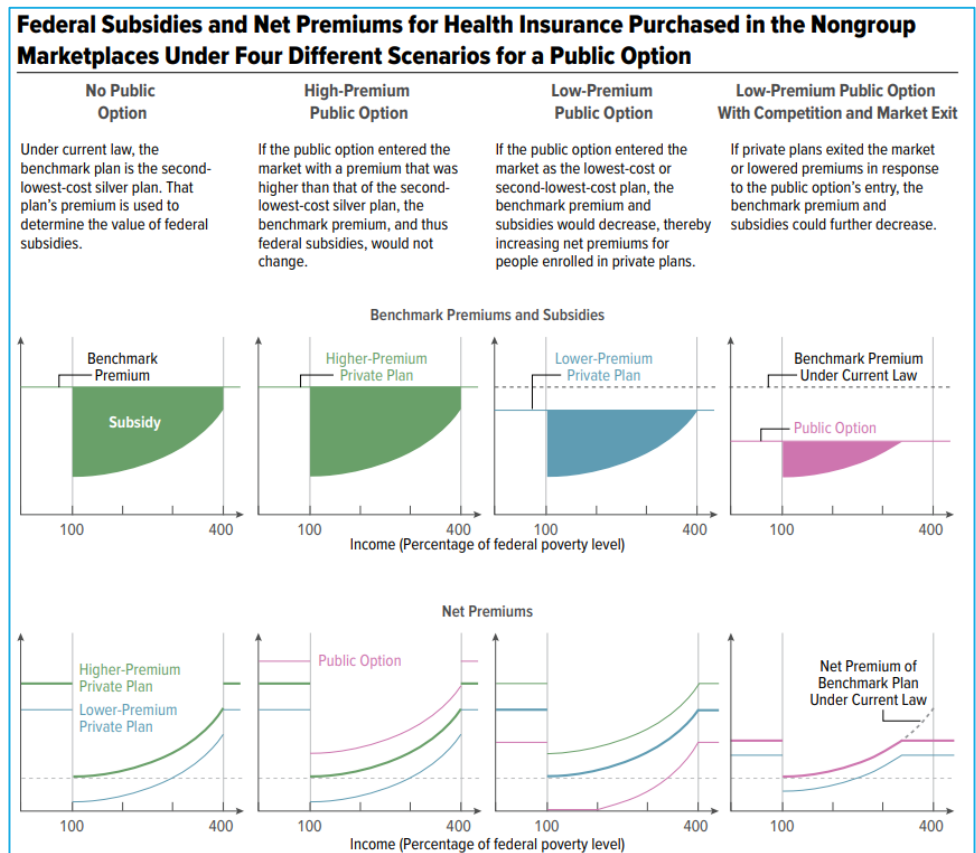 Federal Subsidies and Net Premiums for Health Insurance Purchased in the Nongroup
Marketplaces Under Four Different Scenarios for a Public Option
No Public
Option
Under current law, the
benchmark plan is the second-
lowest-cost silver plan. That
plan's premium is used to
determine the value of federal
subsidies.
High-Premium
Public Option
If the public option entered the
market with a premium that was
higher than that of the second-
lowest-cost silver plan, the
benchmark premium, and thus
federal subsidies, would not
change.
Low-Premium
Public Option
If the public option entered the
market as the lowest-cost or
second-lowest-cost plan, the
benchmark premium and
subsidies would decrease, thereby
increasing net premiums for
people enrolled in private plans.
Low-Premium Public Option
With Competition and Market Exit
If private plans exited the market
or lowered premiums in response
to the public option's entry, the
benchmark premium and
subsidies could further decrease.
Benchmark Premiums and Subsidies
Benchmark
Premium
Subsidy
100 400
Higher-Premium
Private Plan
100 400
Lower-Premium
Private Plan
100 400
Benchmark Premium
Under Current Law
Public Option
100 400
Income (Percentage of federal poverty level)
Net Premiums
Higher-Premium
Private Plan
Lower-Premium
Private Plan
100 400
Public Option
100 400
100 400
Net Premium of
Benchmark Plan
Under Current Law
100 400
Income (Percentage of federal poverty level)